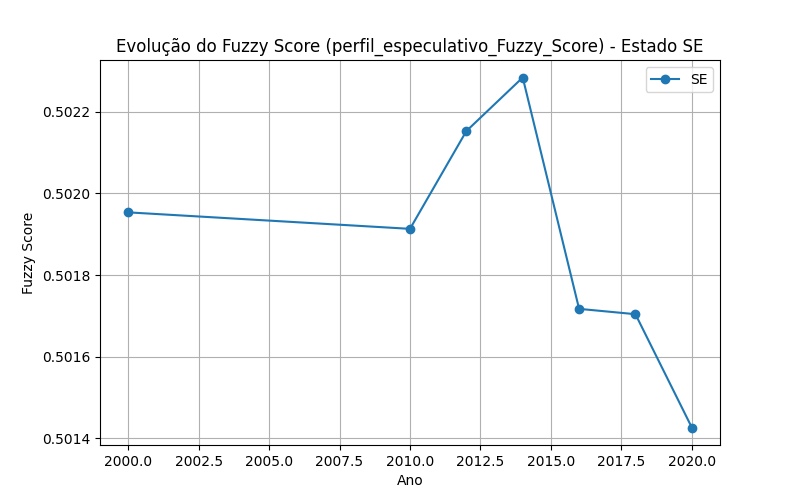 Evolução do Fuzzy Score (perfil_especulativo_Fuzzy_Score) - Estado SE
SE
0.5022
0.5020
0.5018
0.5016
0.5014
Fuzzy Score
2000.0 2002.5 2005.0 2007.5 2010.0 2012.5 2015.0 2017.5 2020.0
Ano